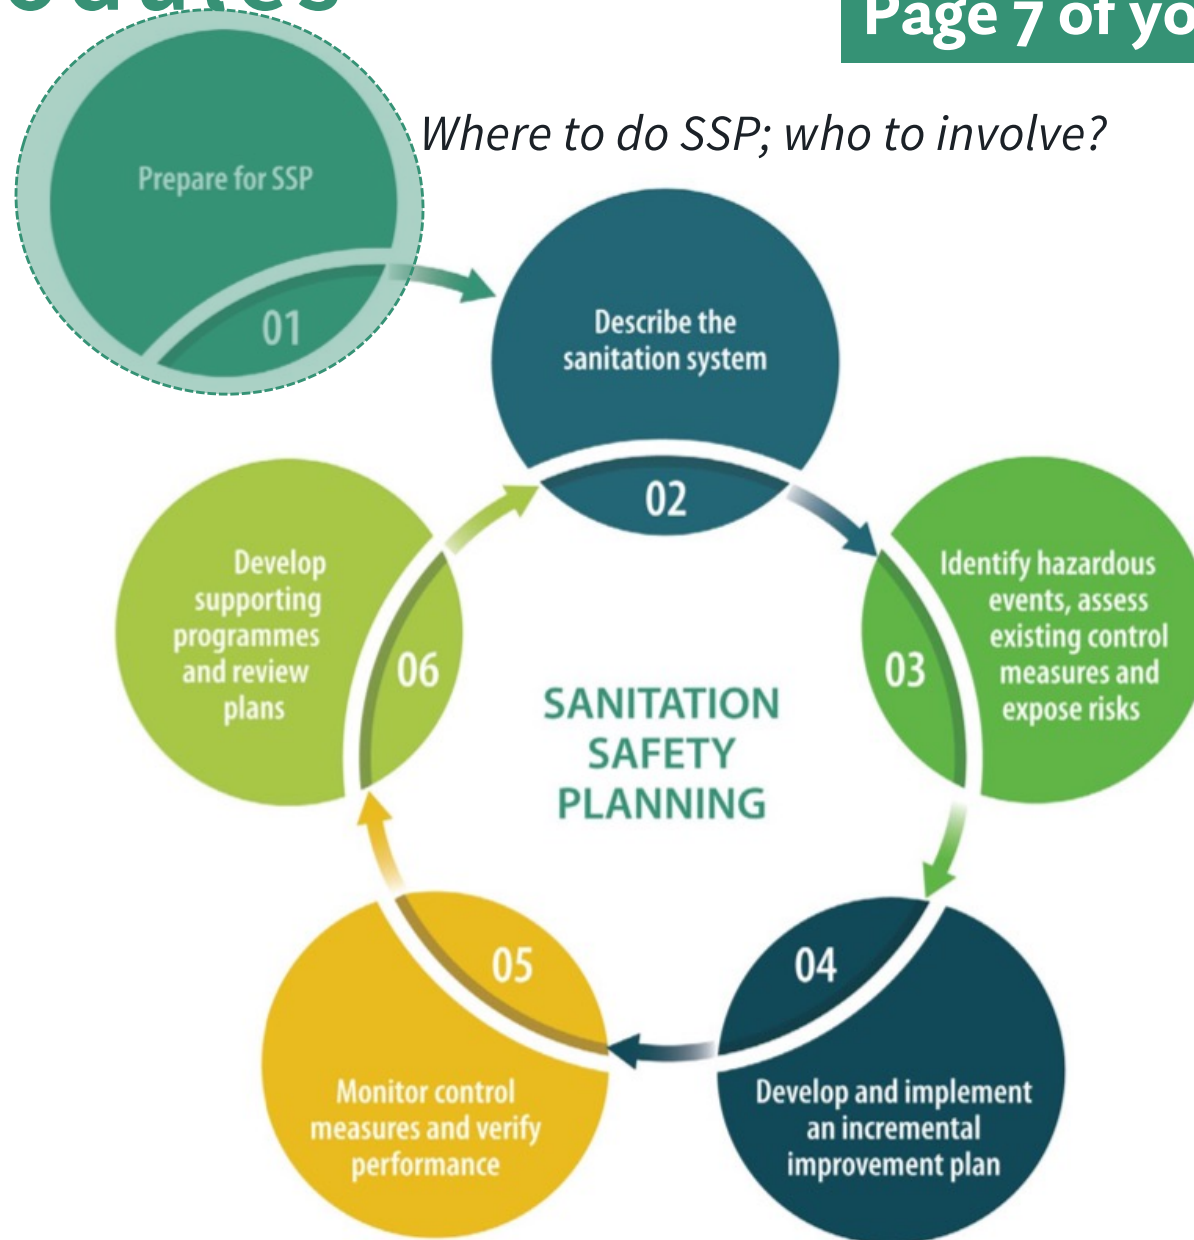 Page 7 of yo
Where to do SSP; who to involve?
Prepare for SSP
01
Describe the
sanitation system
02
Identify hazardous
events, assess
existing control
measures and
expose risks
03
Develop
supporting
programmes
and review
plans
06
SANITATION
SAFETY
PLANNING
05
04
Monitor control
measures and verify
performance
Develop and implement
an incremental
improvement plan